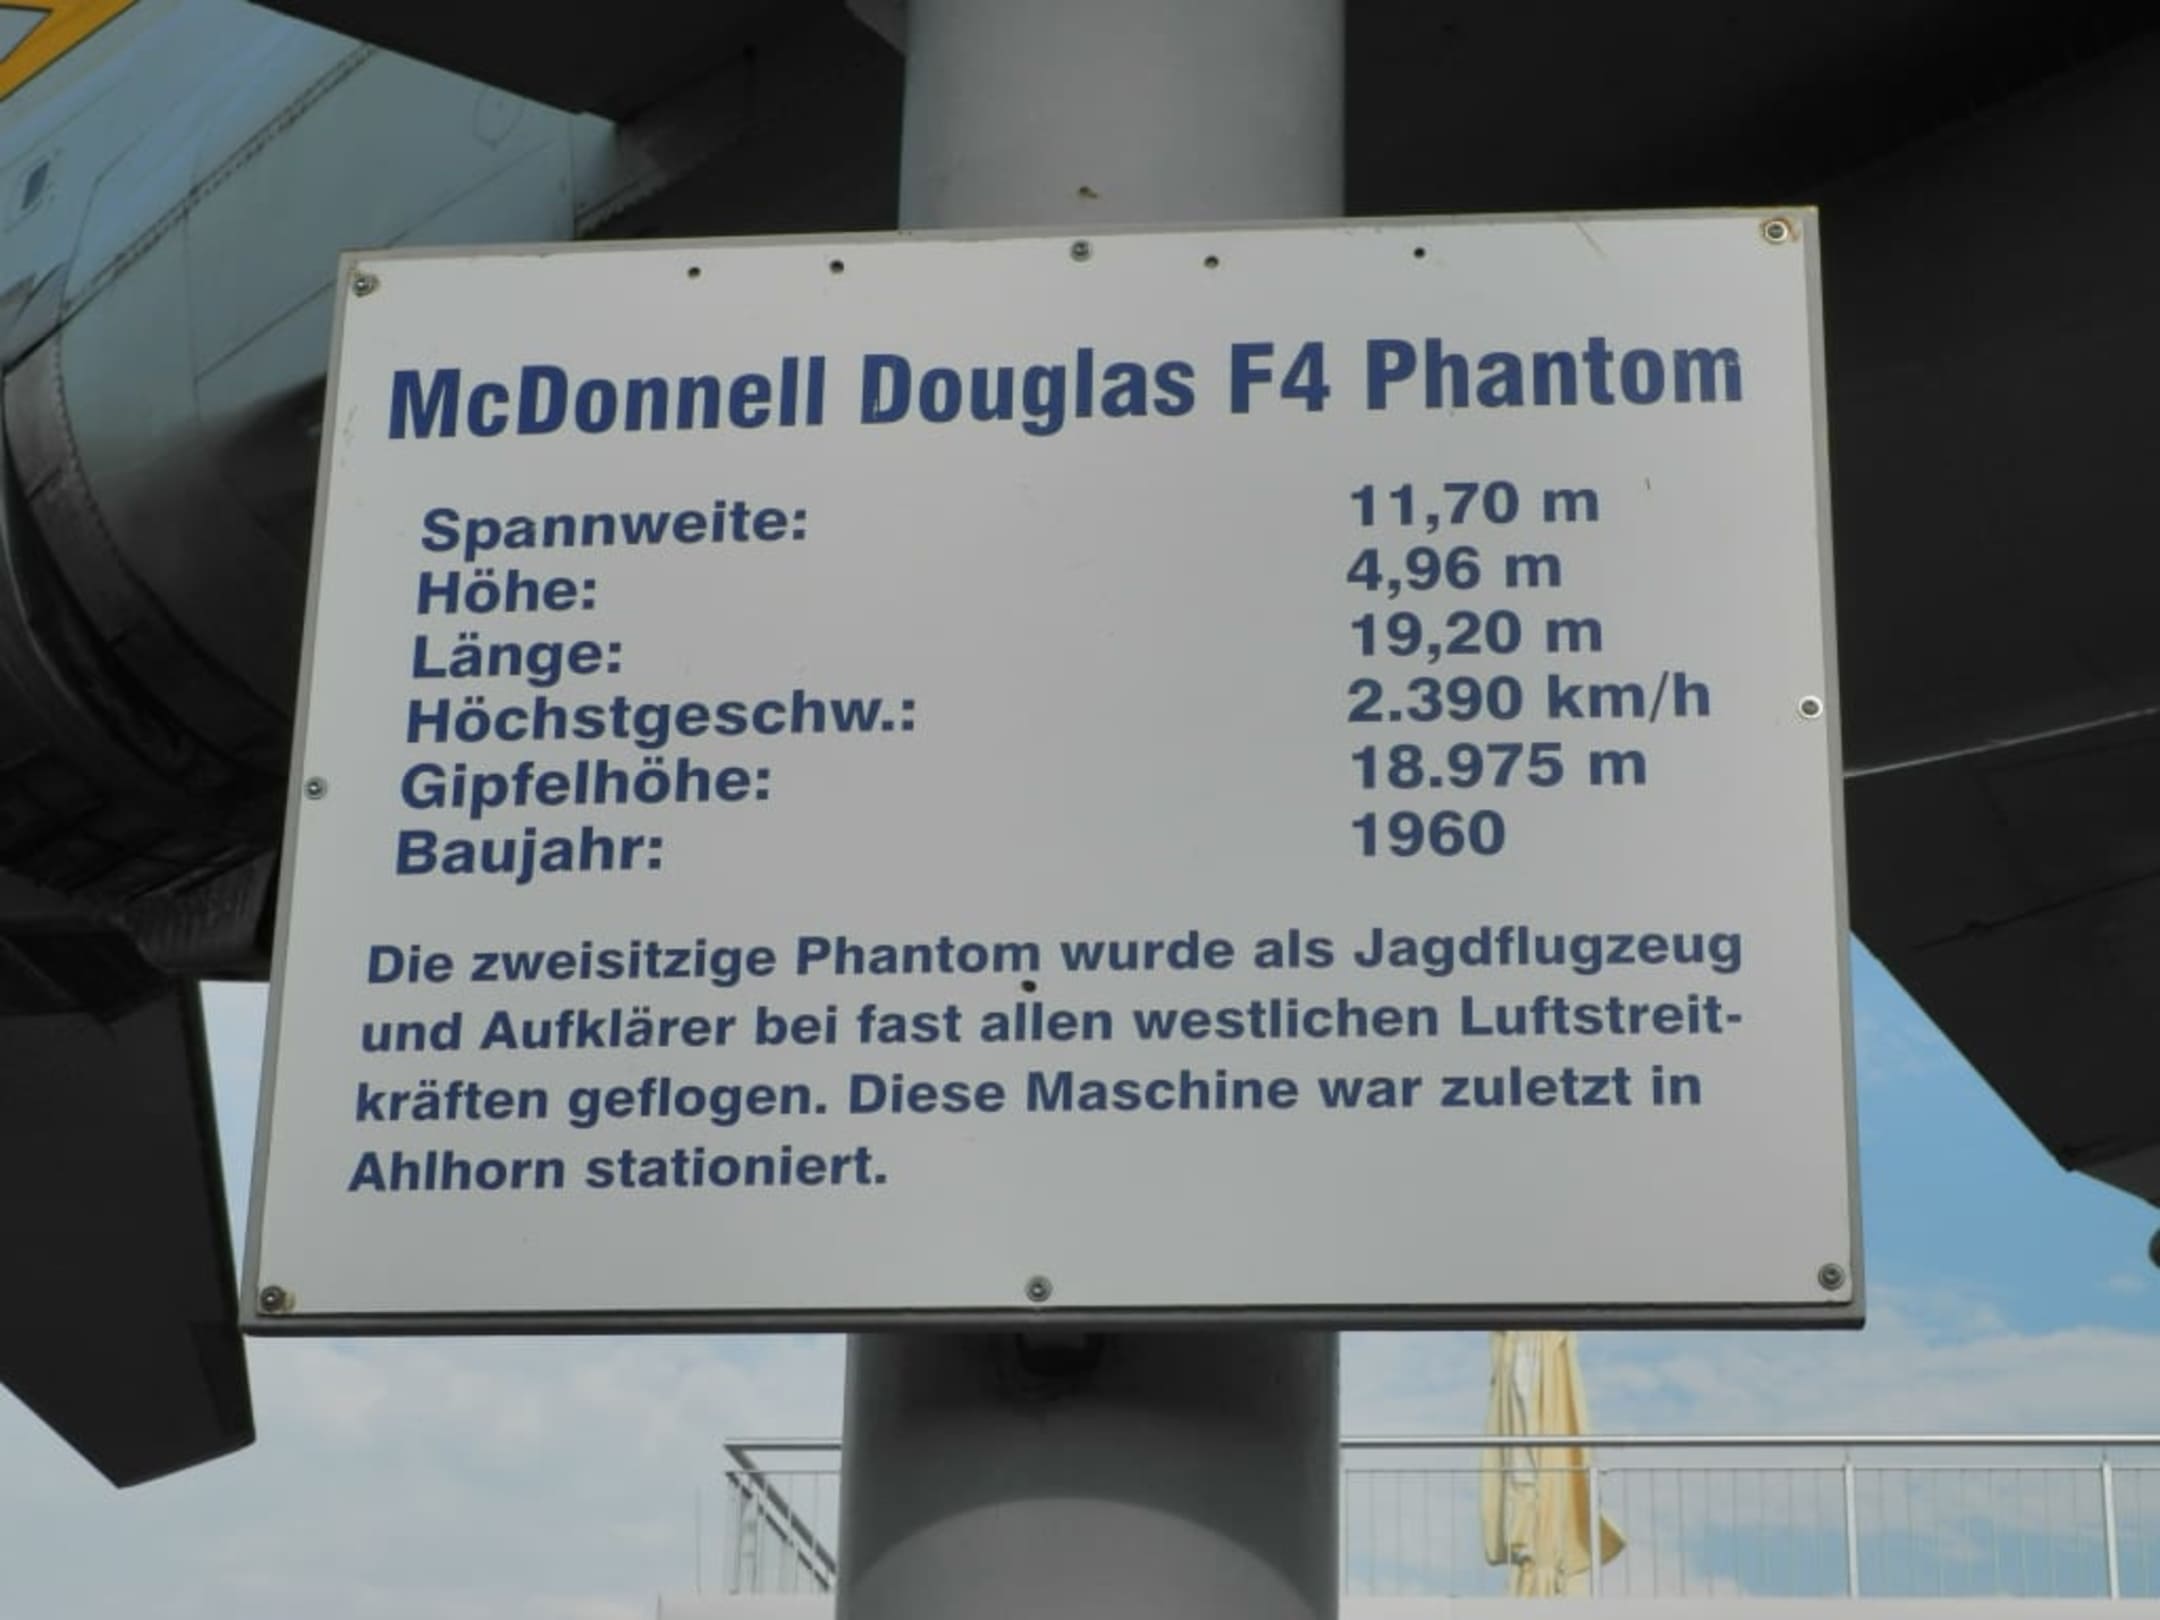 McDonnell Douglas F4 Phantom
Spannweite: 11,70 m
Höhe: 4,96 m
Länge: 19,20 m
Höchstgeschw.: 2.390 km/h
Gipfelhöhe: 18.975 m
Baujahr: 1960
Die zweisitzige Phantom wurde als Jagdflugzeug
und Aufklärer bei fast allen westlichen Luftstreit-
kräften geflogen. Diese Maschine war zuletzt in
Ahlhorn stationiert.